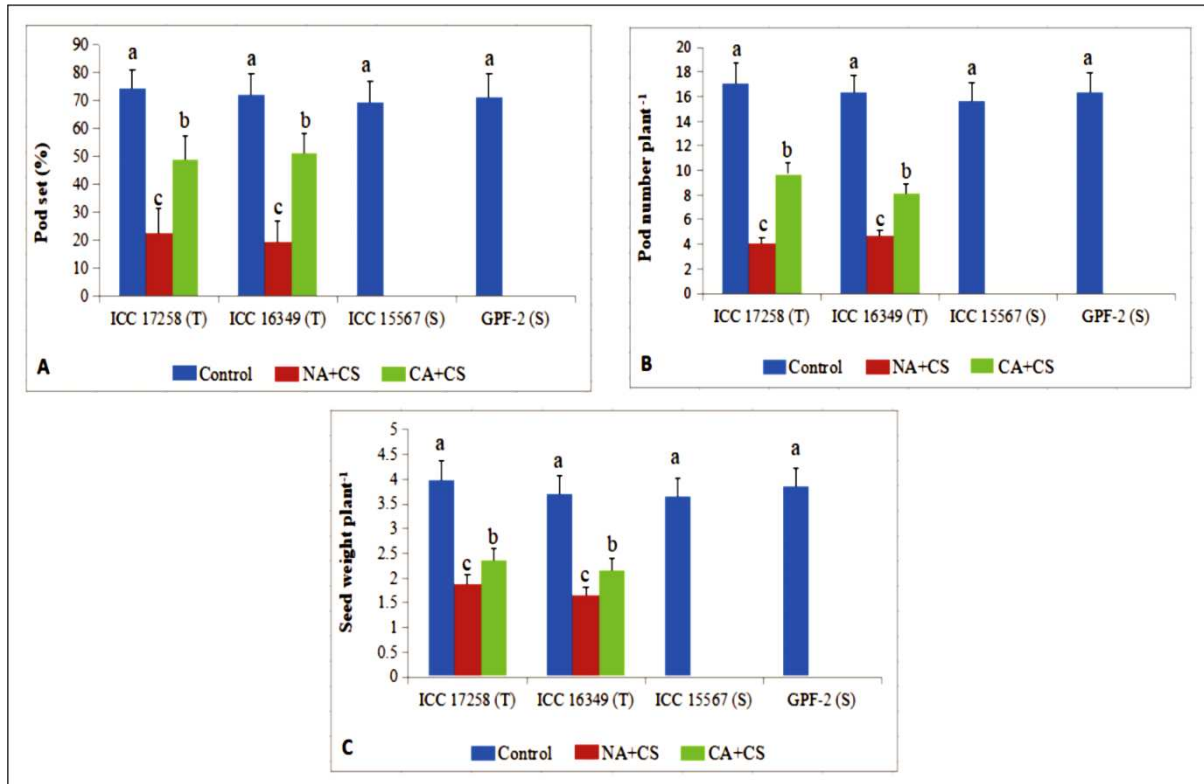 90
80
70
60
50
40
30
20
10
0
Pod set (%)
a
c
b
a
c
b
a
a
ICC 17258 (T) ICC 16349 (T) ICC 15567 (S) GPF-2 (S)
A Control NA+CS CA+CS
20
18
16
14
12
10
8
6
4
2
0
Pod number plant -1
a
c
b
a
c
b
a
a
ICC 17258 (T) ICC 16349 (T) ICC 15567 (S) GPF-2 (S)
B Control NA+CS CA+CS
5
4.5
4
3.5
3
2.5
2
1.5
1
0.5
0
Seed weight plant-1
a
c
b
a
c
b
a
a
ICC 17258 (T) ICC 16349 (T) ICC 15567 (S) GPF-2 (S)
C Control NA+CS CA+CS